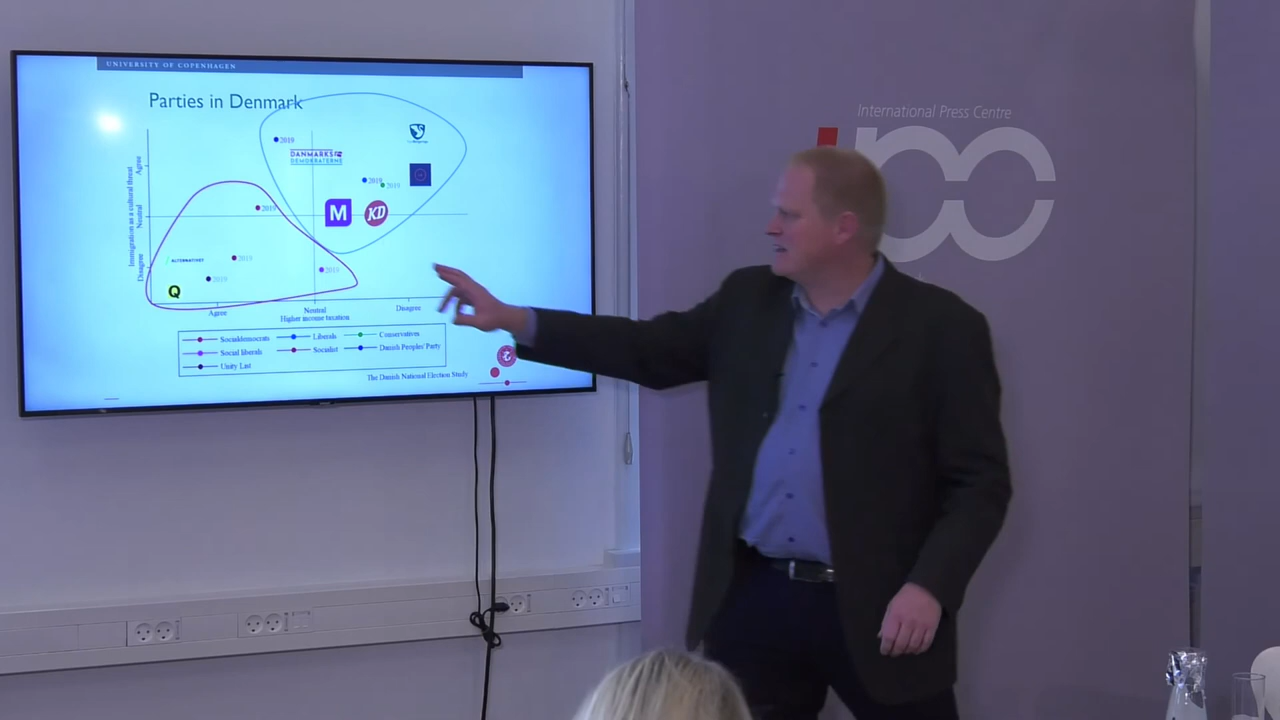 UNIVERSITY OF COPENHAGEN
Parties in Denmark
Immigration as a cultural threat
Agree
Neutral
Disagree
2019
DANMARKS
DEMOKRATERNE
2019
2019
M
KD
2019
ALTERNATIVET
2019
2019
2019
Q
Agree
Neutral
Disagree
Higher income taxation
Socialdemocrats
Liberals
Conservatives
Social liberals
Socialist
Danish Peoples' Party
Unity List
The Danish National Election Study
International Press Centre
ipc